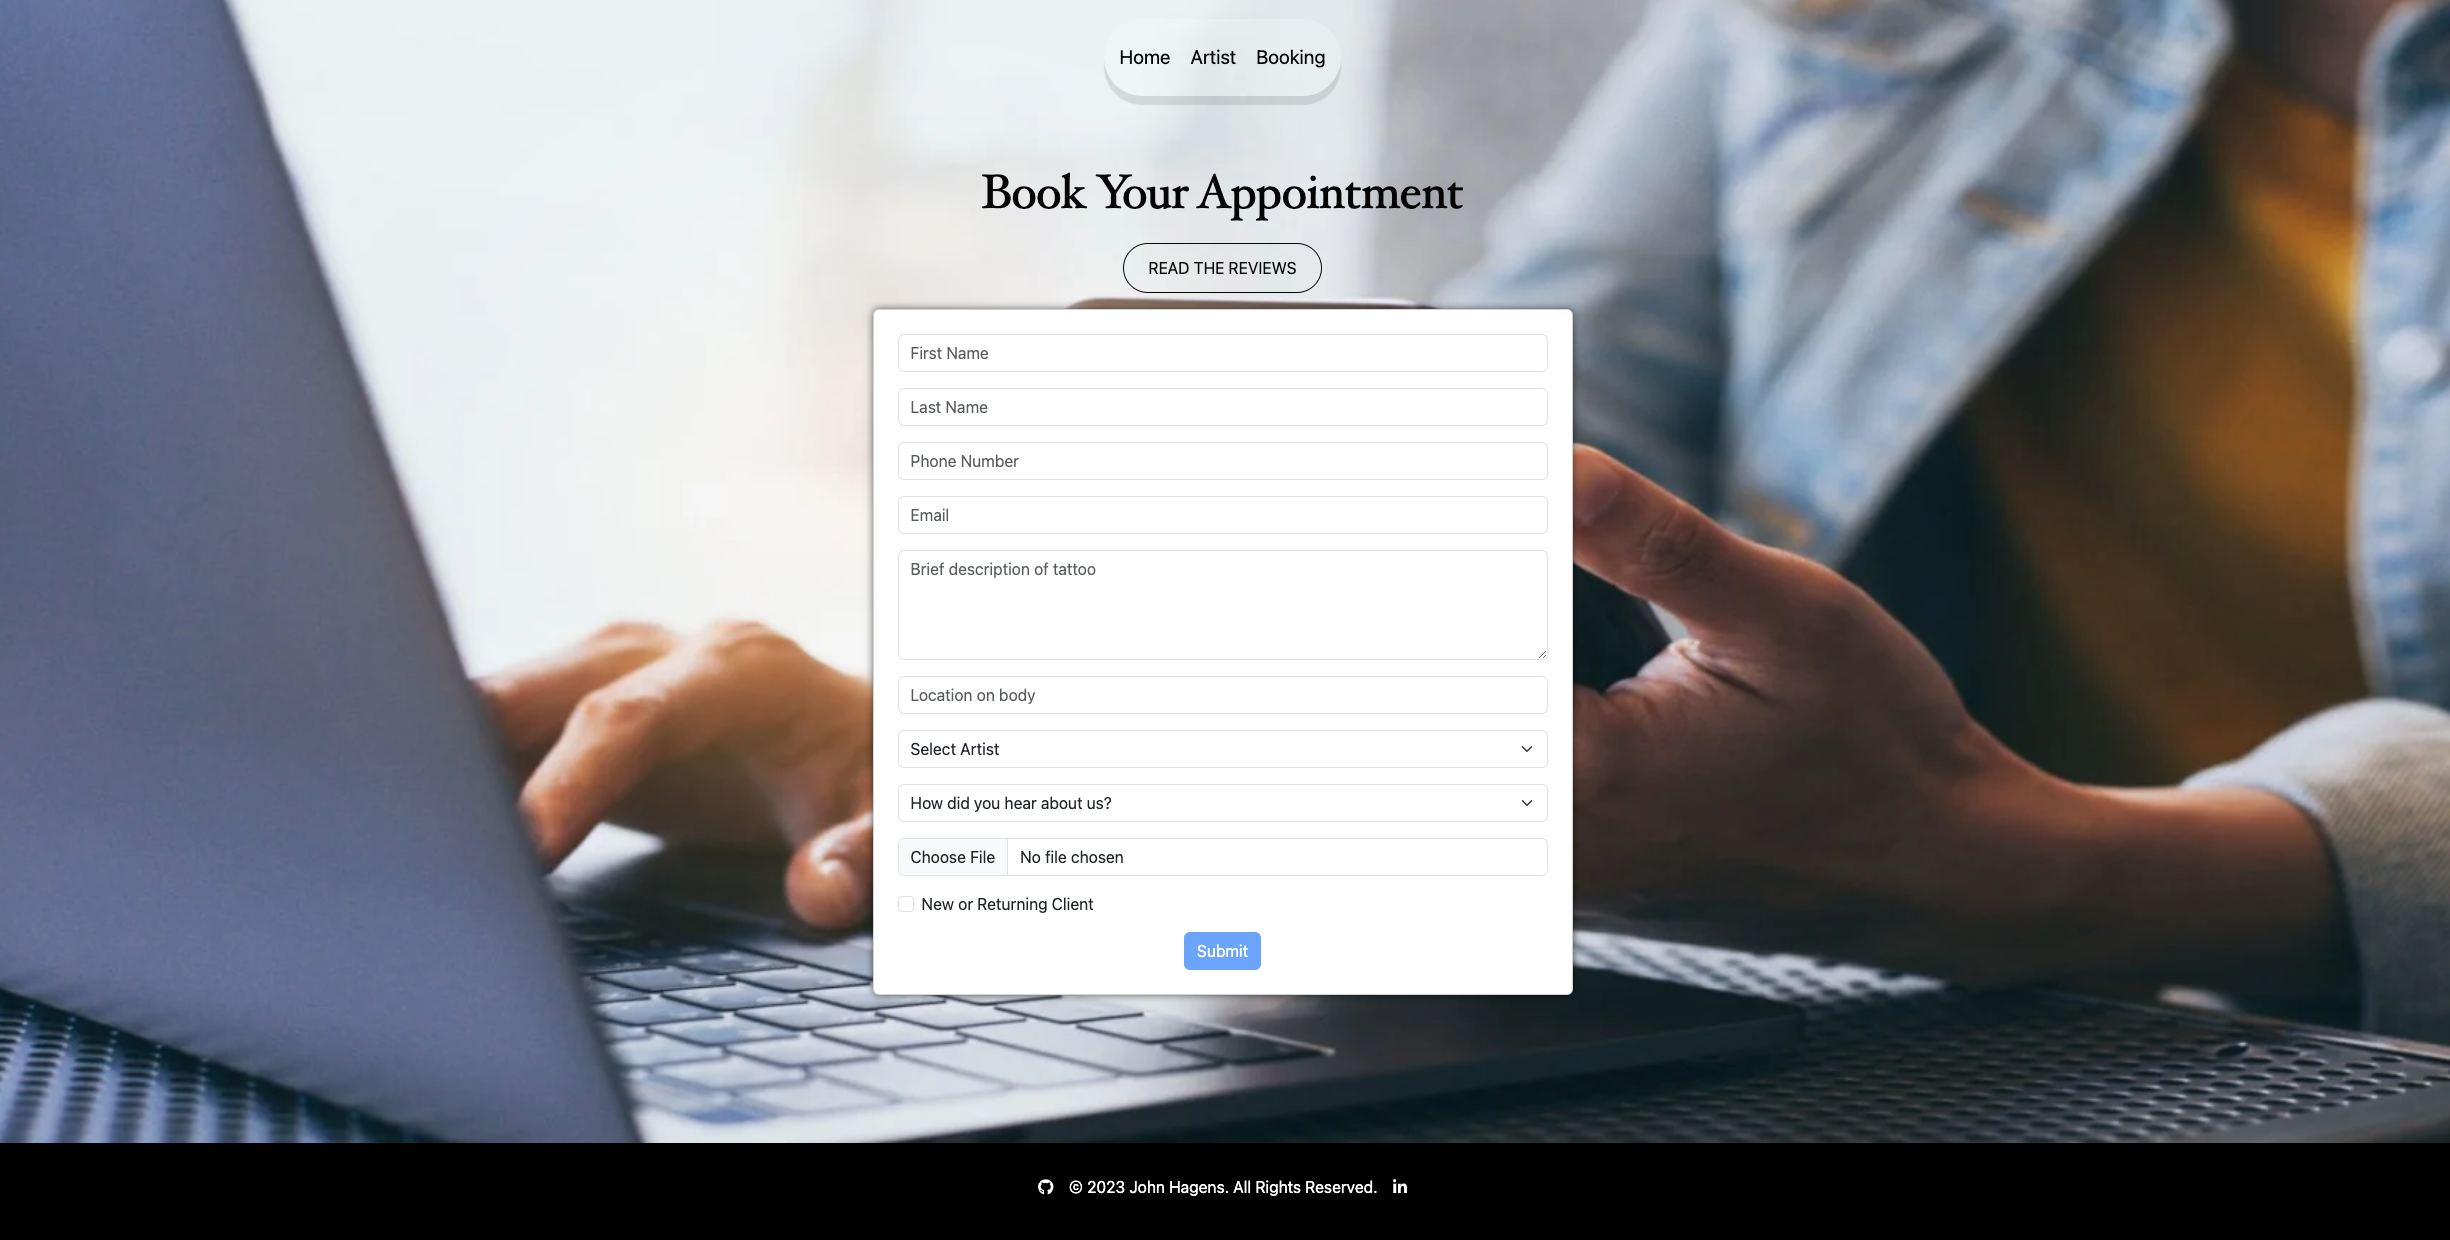 Home Artist Booking
Book Your Appointment
READ THE REVIEWS
First Name
Last Name
Phone Number
Email
Brief description of tattoo
Location on body
Select Artist
How did you hear about us?
Choose File No file chosen
New or Returning Client
Submit
© 2023 John Hagens. All Rights Reserved. in